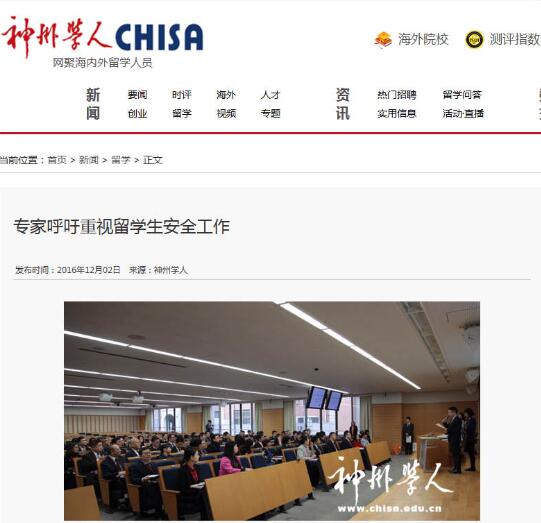 神州学人 CHISA
网聚海内外留学人员
海外院校 测评指数
新闻 要闻 时评 海外 人才
创业 留学 视频 专题
资讯 热门招聘 留学问答
实用信息 活动·直播
当前位置：首页 > 新闻 > 留学 > 正文
专家呼吁重视留学生安全工作
发布时间：2016年12月02日 来源：神州学人
神州学人
www.chisa.edu.cn